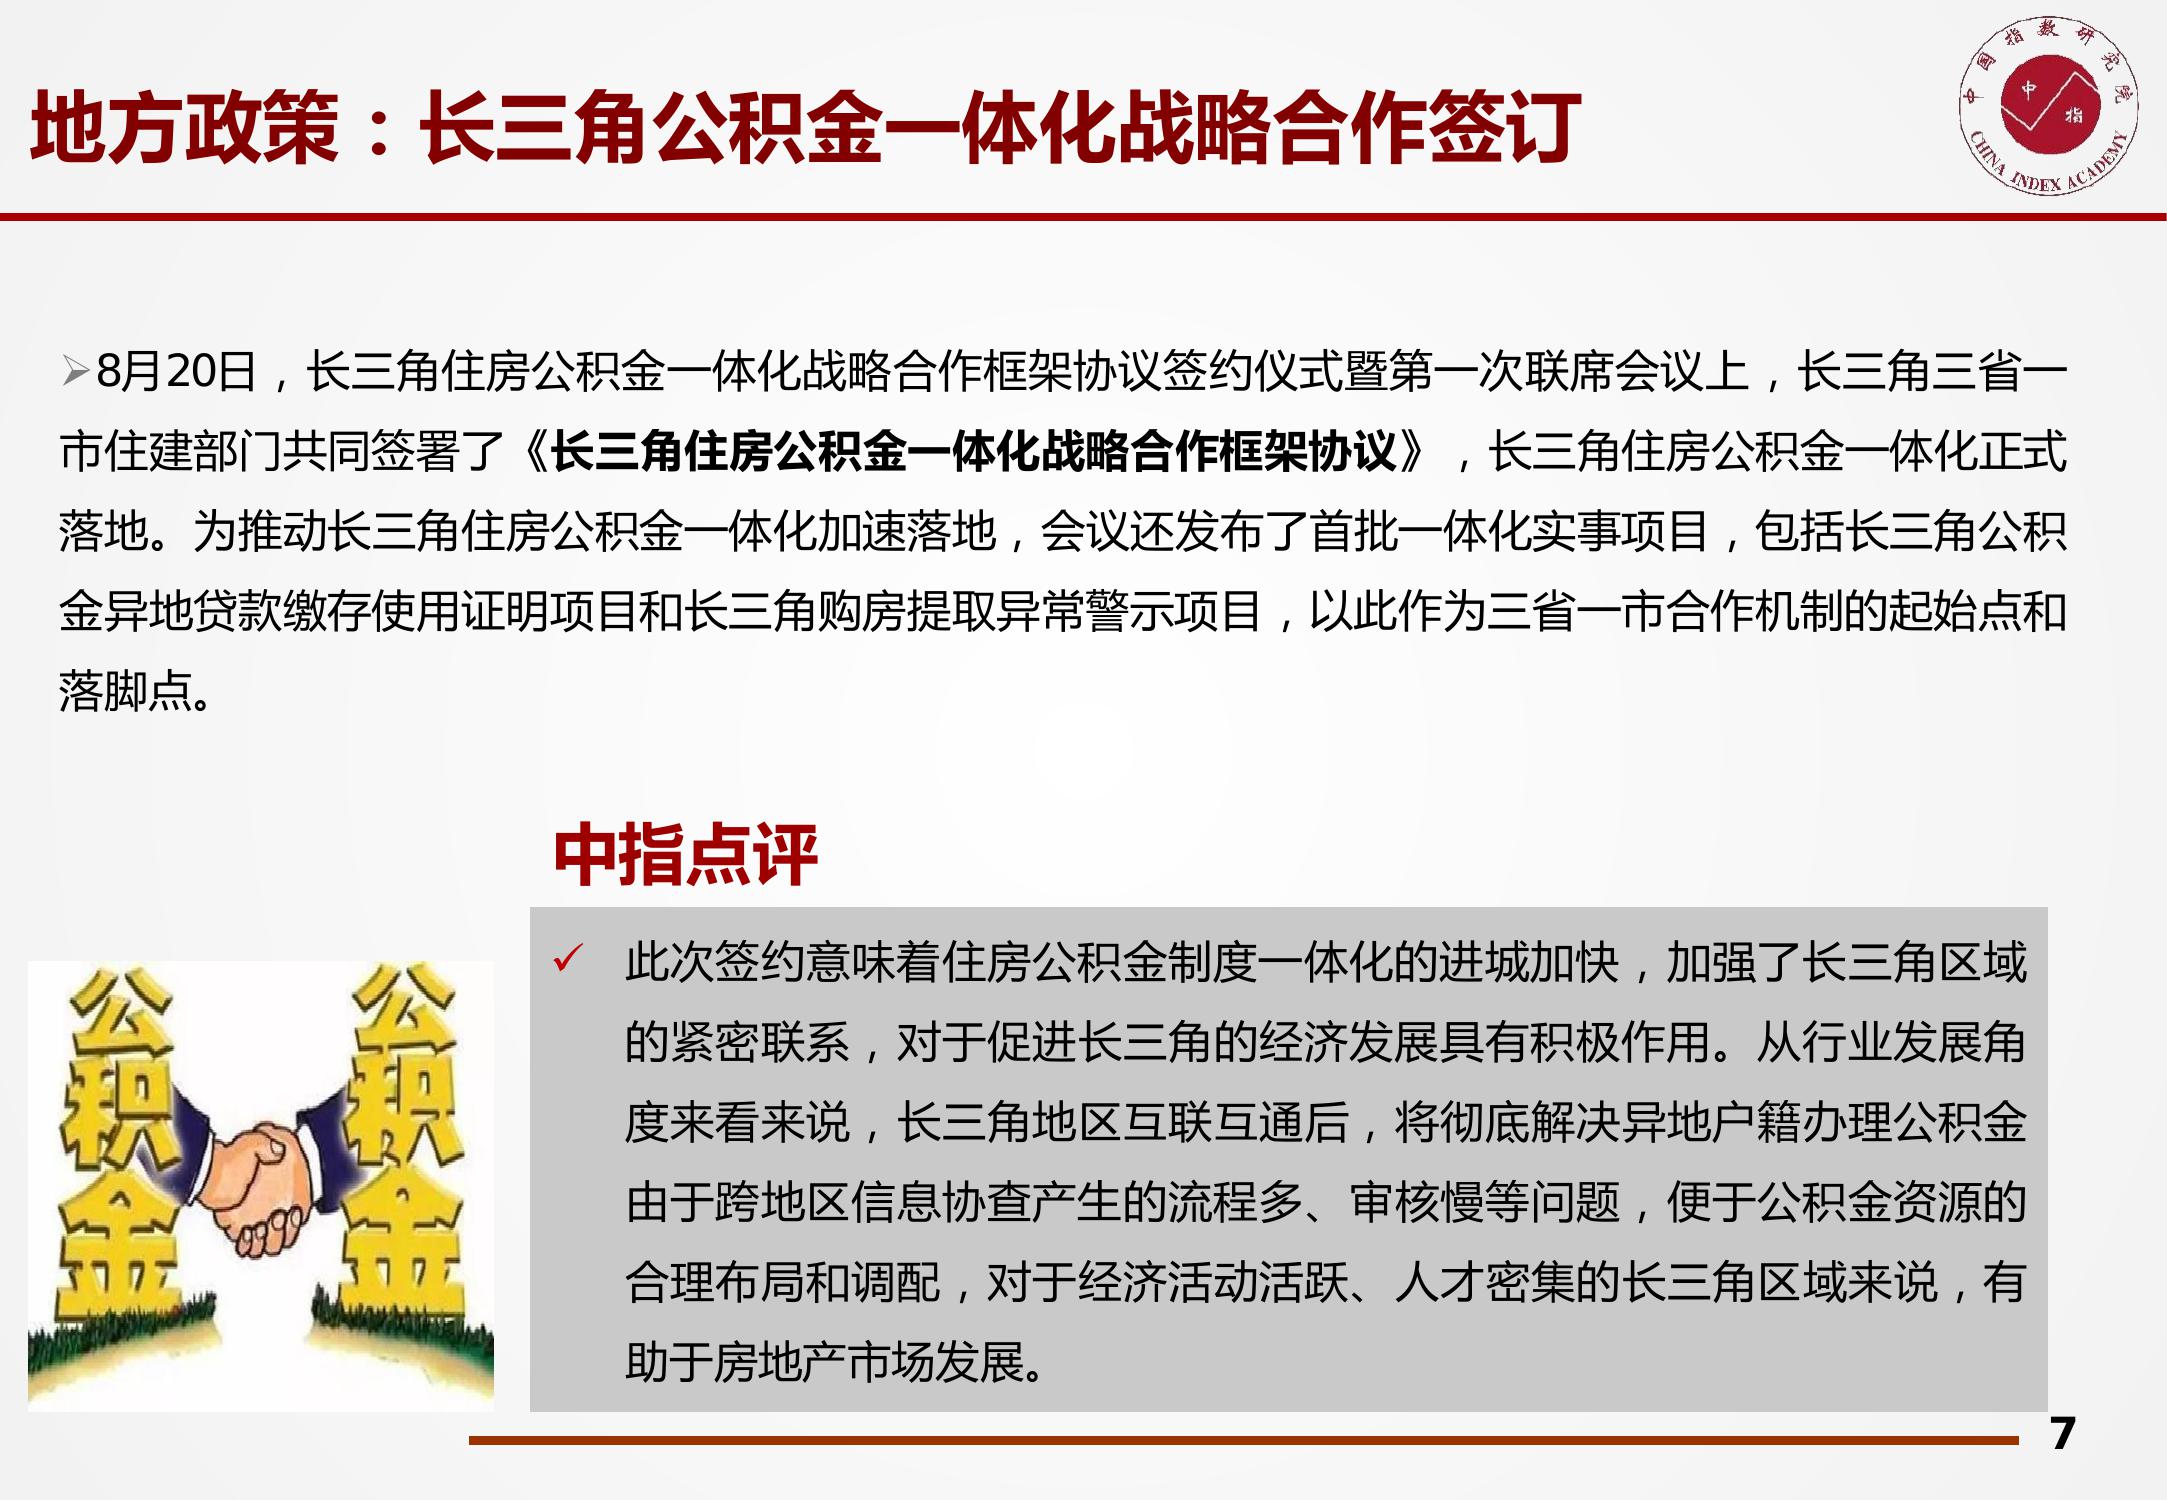 地方政策：长三角公积金一体化战略合作签订
中国指数研究院
中指
CHINA INDEX ACADEMY
8月20日，长三角住房公积金一体化战略合作框架协议签约仪式暨第一次联席会议上，长三角三省一
市住建部门共同签署了《长三角住房公积金一体化战略合作框架协议》，长三角住房公积金一体化正式
落地。为推动长三角住房公积金一体化加速落地，会议还发布了首批一体化实事项目，包括长三角公积
金异地贷款缴存使用证明项目和长三角购房提取异常警示项目，以此作为三省一市合作机制的起始点和
落脚点。
中指点评
此次签约意味着住房公积金制度一体化的进城加快，加强了长三角区域
的紧密联系，对于促进长三角的经济发展具有积极作用。从行业发展角
度来看来说，长三角地区互联互通后，将彻底解决异地户籍办理公积金
由于跨地区信息协查产生的流程多、审核慢等问题，便于公积金资源的
合理布局和调配，对于经济活动活跃、人才密集的长三角区域来说，有
助于房地产市场发展。
公积金
公积金
7